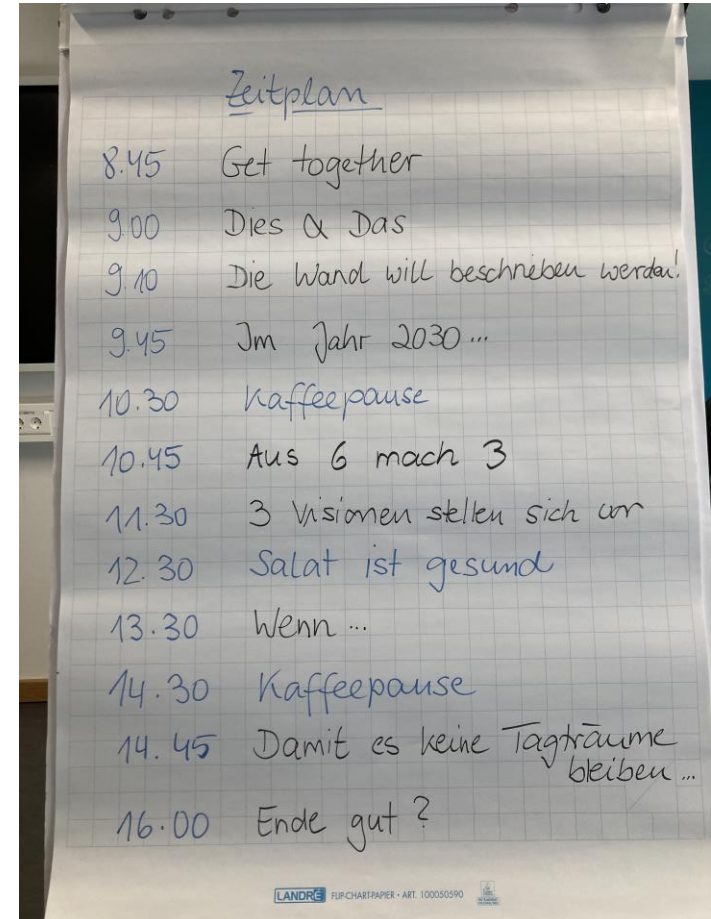 Zeitplan
8.45 Get together
9.00 Dies & Das
9.10 Die Wand will beschrieben werden!
9.45 Im Jahr 2030...
10.30 Kaffeepause
10.45 Aus 6 mach 3
11.30 3 Visionen stellen sich vor
12.30 Salat ist gesund
13.30 Wenn...
14.30 Kaffeepause
14.45 Damit es keine Tagträume
bleiben...
16.00 Ende gut?
LANDRÉ FLIP-CHART-PAPIER • ART. 100050590